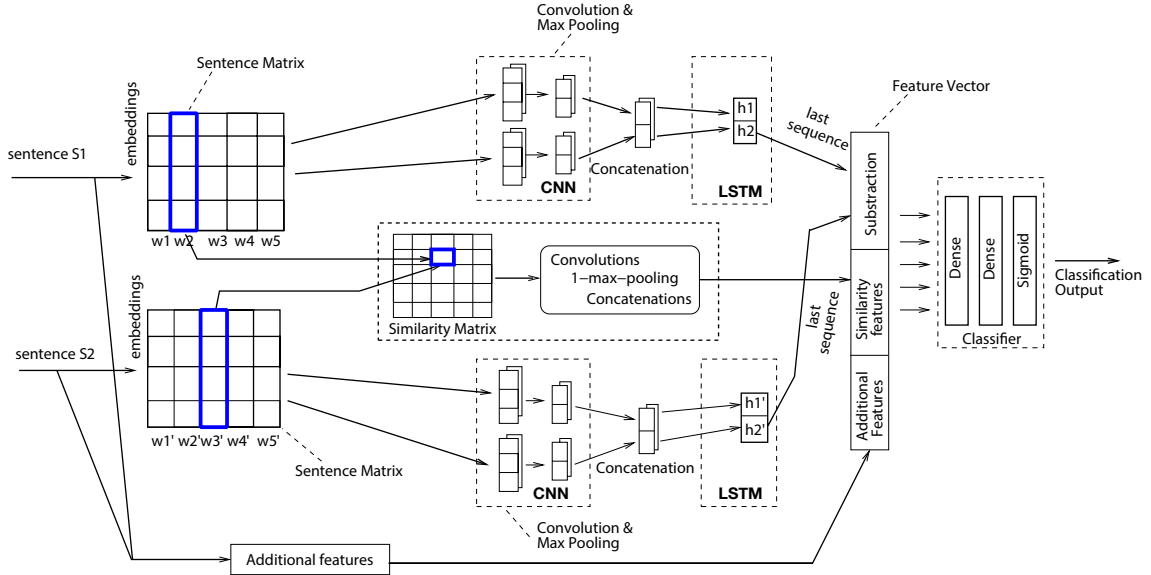 Convolution &
Max Pooling
Sentence Matrix
embeddings
sentence S1
w1 w2 w3 w4 w5
CNN
Concatenation
h1
h2
LSTM
last
sequence
Feature Vector
Substraction
Similarity
features
Additional
Features
Dense
Dense
Sigmoid
Classifier
Classification
Output
Similarity Matrix
Convolutions
1-max-pooling
Concatenations
last
sequence
embeddings
sentence S2
w1' w2' w3' w4' w5'
Sentence Matrix
CNN
Concatenation
h1'
h2'
LSTM
Convolution &
Max Pooling
Additional features